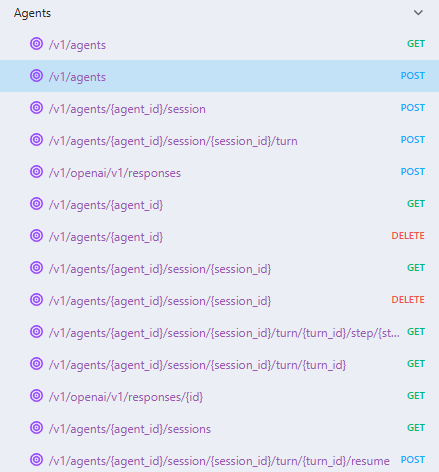 Agents
/v1/agents GET
/v1/agents POST
/v1/agents/{agent_id}/session POST
/v1/agents/{agent_id}/session/{session_id}/turn POST
/v1/openai/v1/responses POST
/v1/agents/{agent_id} GET
/v1/agents/{agent_id} DELETE
/v1/agents/{agent_id}/session/{session_id} GET
/v1/agents/{agent_id}/session/{session_id} DELETE
/v1/agents/{agent_id}/session/{session_id}/turn/{turn_id}/step/{st... GET
/v1/agents/{agent_id}/session/{session_id}/turn/{turn_id} GET
/v1/openai/v1/responses/{id} GET
/v1/agents/{agent_id}/sessions GET
/v1/agents/{agent_id}/session/{session_id}/turn/{turn_id}/resume POST